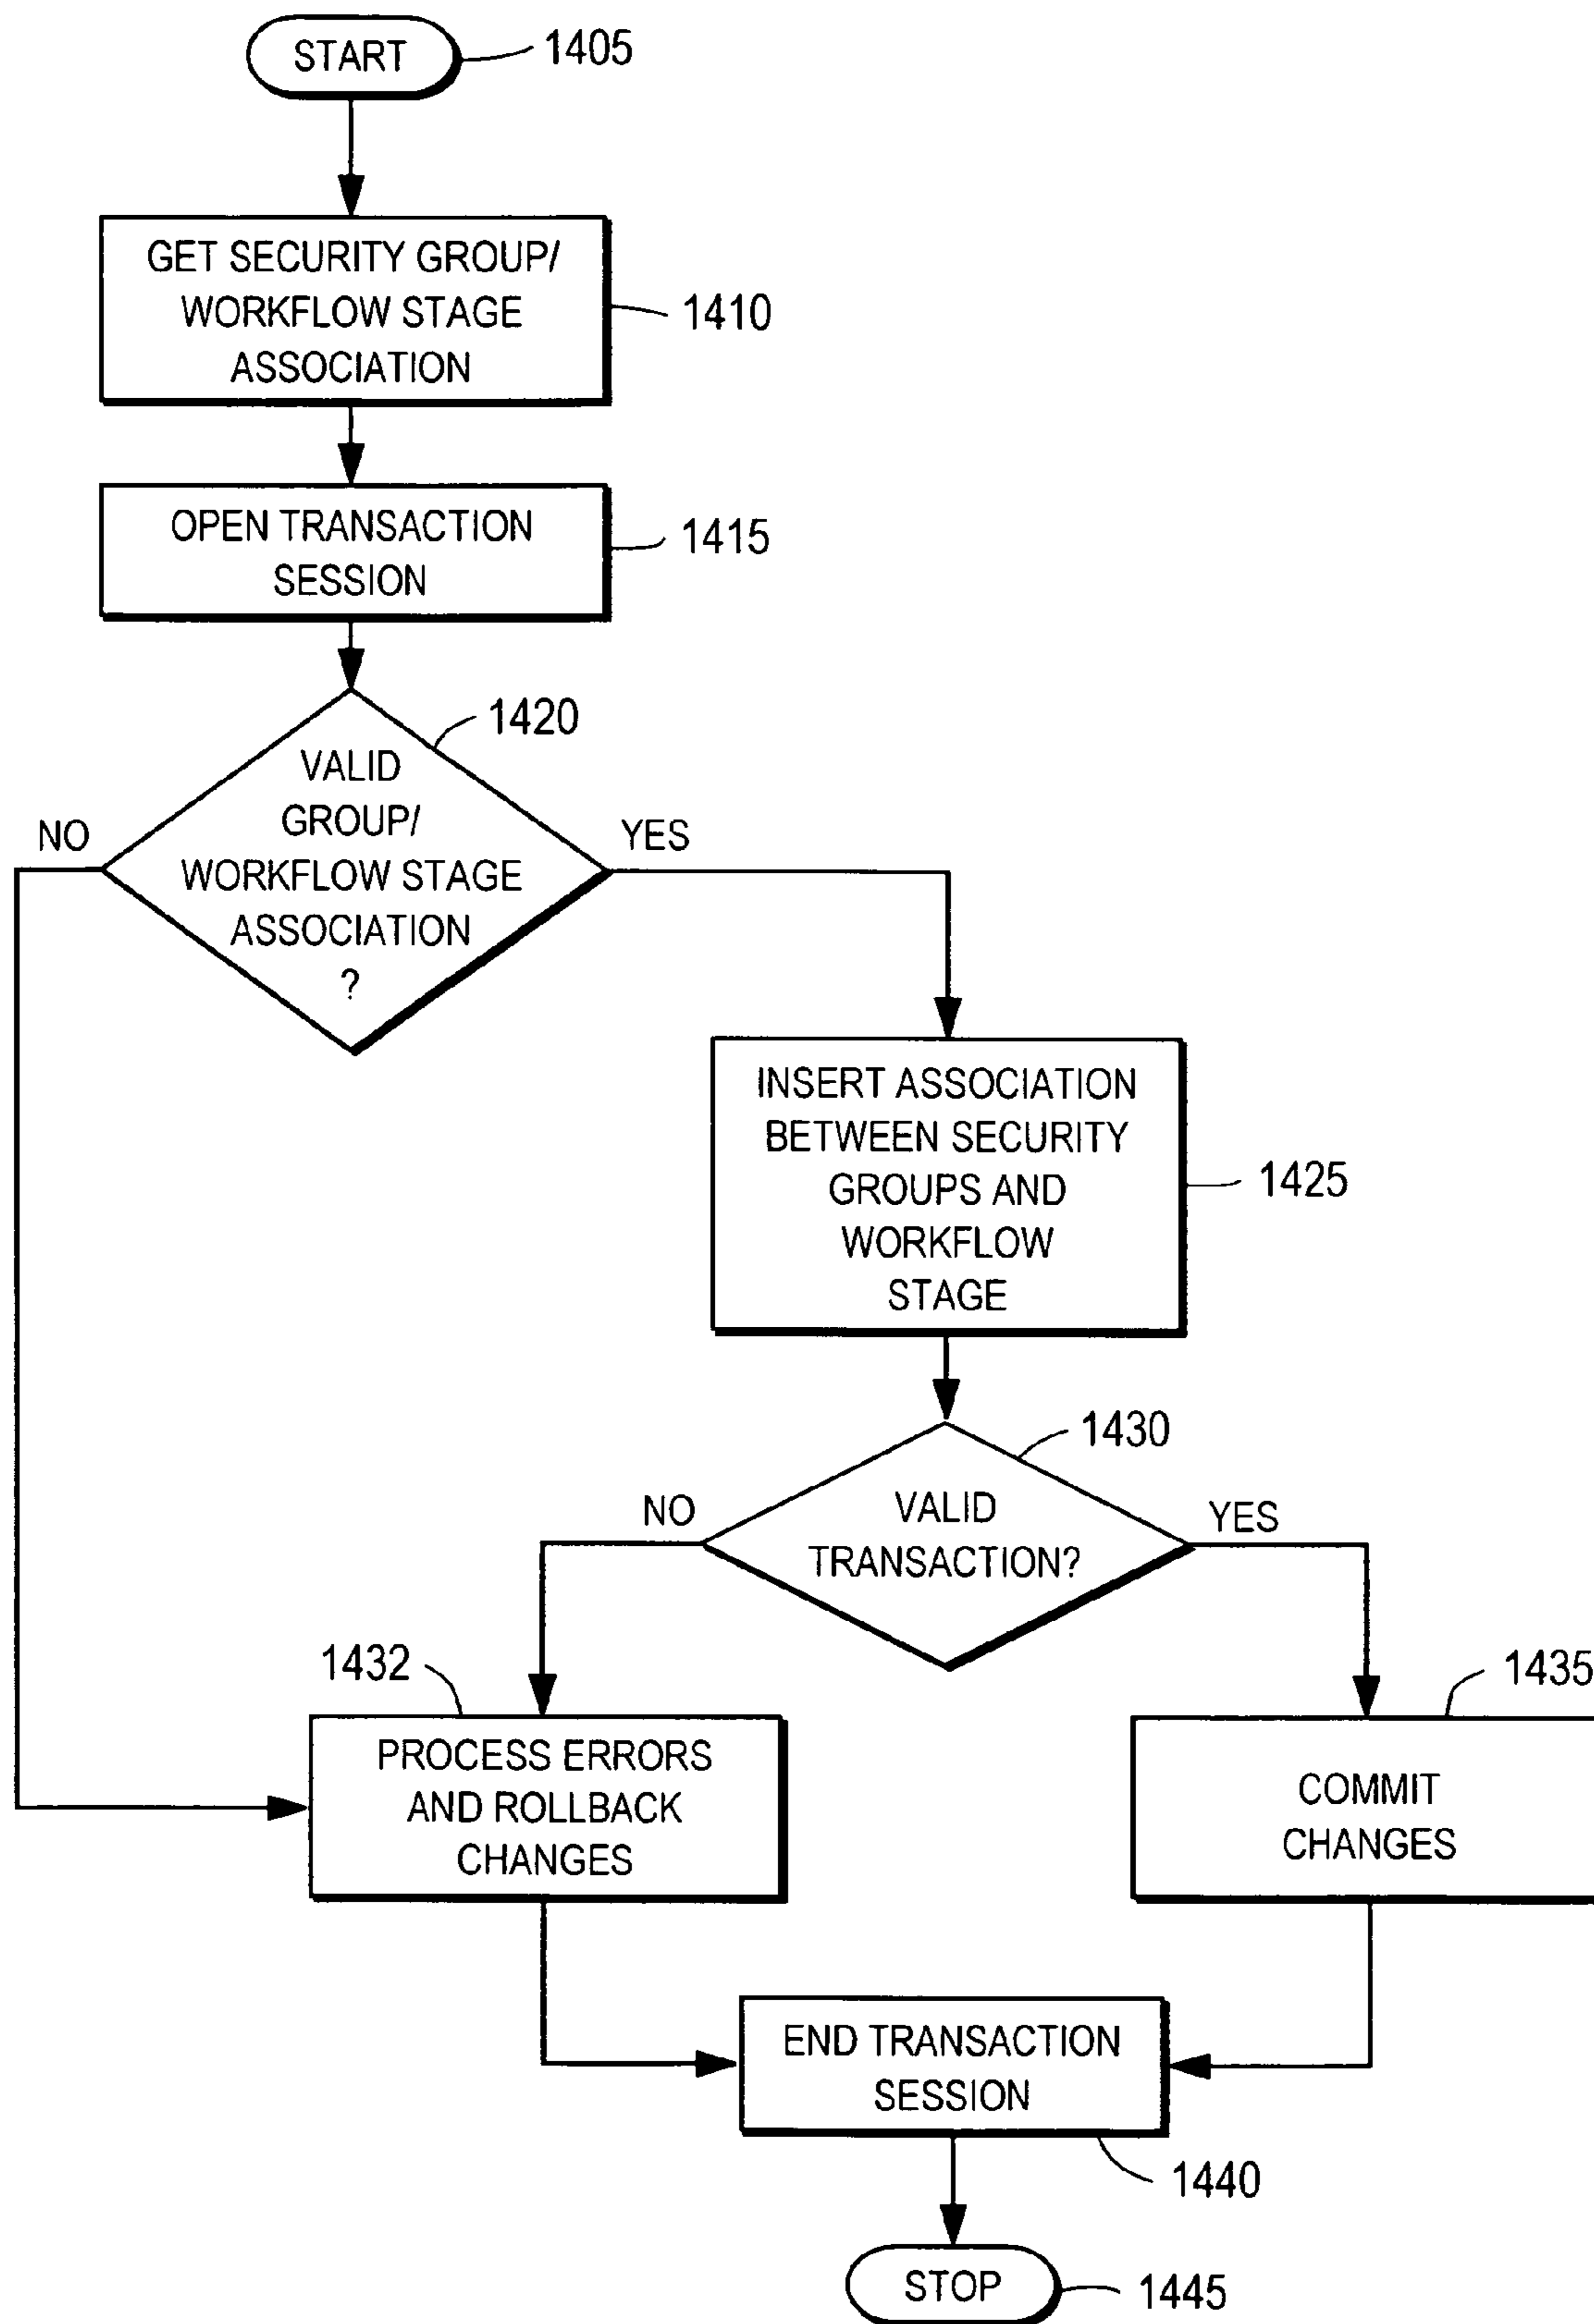 START
1405
GET SECURITY GROUP/
WORKFLOW STAGE
ASSOCIATION
1410
OPEN TRANSACTION
SESSION
1415
1420
VALID
GROUP/
WORKFLOW STAGE
ASSOCIATION
?
NO
YES
INSERT ASSOCIATION
BETWEEN SECURITY
GROUPS AND
WORKFLOW
STAGE
1425
1430
VALID
TRANSACTION?
NO
YES
1432
PROCESS ERRORS
AND ROLLBACK
CHANGES
1435
COMMIT
CHANGES
END TRANSACTION
SESSION
1440
STOP
1445